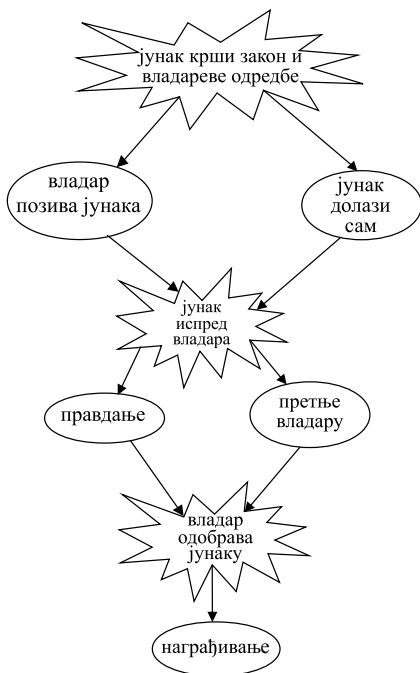 јунак крши закон и
владареве одредбе
владар
позива јунака
јунак
долази
сам
јунак
испред
владара
правдање
претње
владару
владар
одобрава
јунаку
награђивање